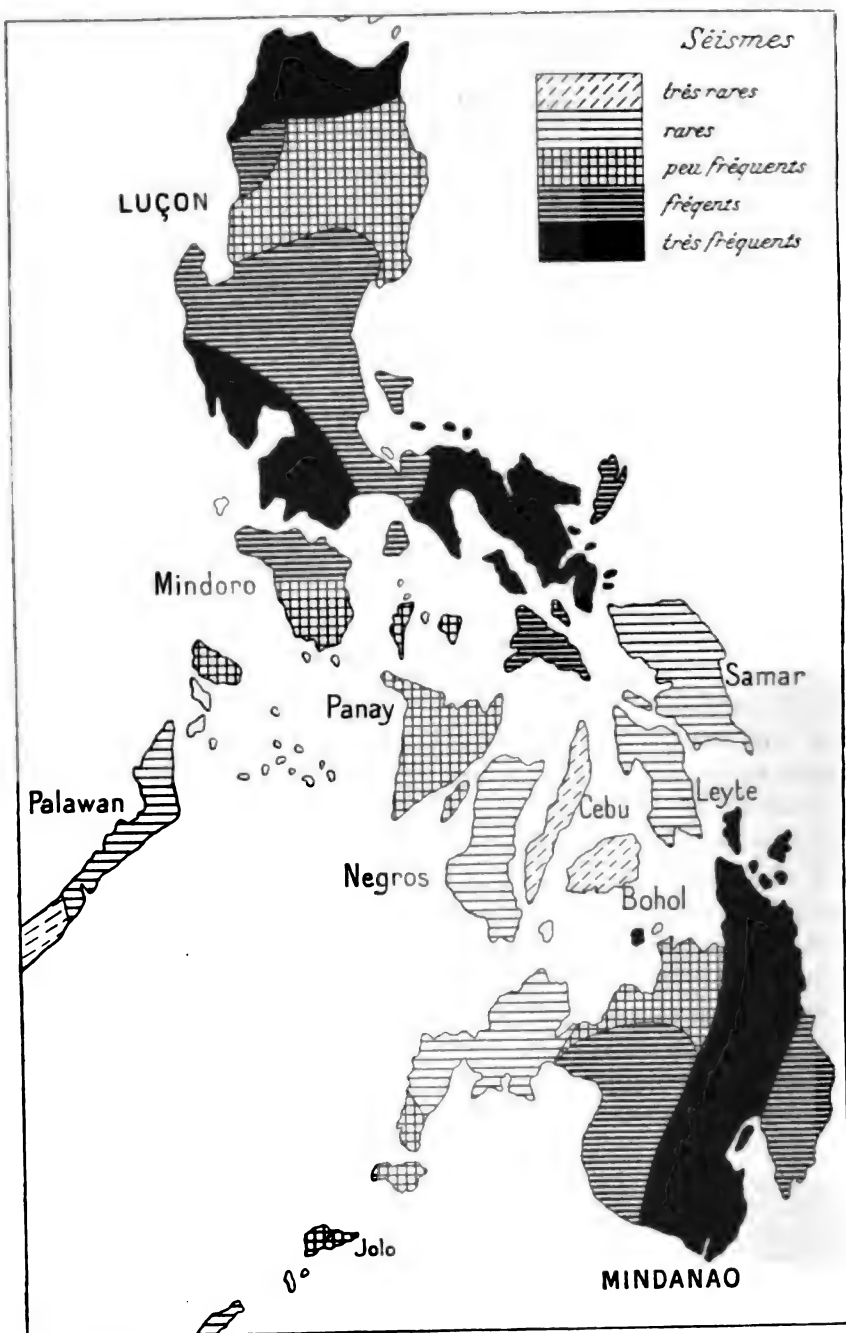 Séismes
très rares
rares
peu fréquents
frégents
très fréquents
LUÇON
Mindoro
Samar
Panay
Palawan
Cebu
Leyte
Negros
Bohol
Jolo
MINDANAO